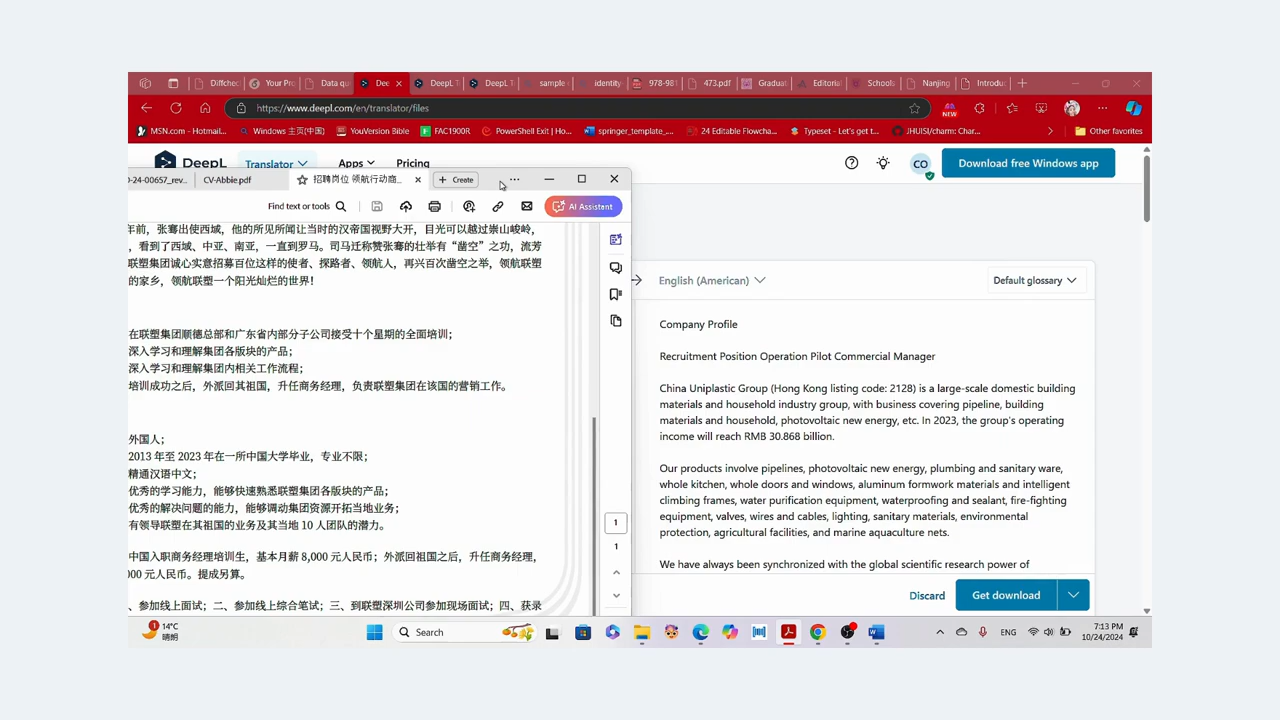 Diffchec
Your Pr
Data qu
Dee
DeepL T
DeepL T
sample
identity
978-981
473.pdf
Graduat
Editorial
Schools
Nanjing
Introduc
https://www.deepl.com/en/translator/files
NEW
MSN.com - Hotmail...
Windows 主页(中国)
YouVersion Bible
FAC1900R
PowerShell Exit | Ho...
springer_template_...
24 Editable Flowcha...
Typeset - Let's get t...
JHUISI/charm: Char...
Other favorites
DeepL
Translator
Apps
Pricing
CO
Download free Windows app
0-24-00657_rev...
CV-Abbie.pdf
招聘岗位 领航行动商...
Create
Find text or tools
AI Assistant
年前，张骞出使西域，他的所见所闻让当时的汉帝国视野大开，目光可以越过崇山峻岭，
，看到了西域、中亚、南亚，一直到罗马。司马迁称赞张骞的壮举有“凿空”之功，流芳
联塑集团诚心实意招募百位这样的使者、探路者、领航人，再兴百次凿空之举，领航联塑
的家乡，领航联塑一个阳光灿烂的世界！
在联塑集团顺德总部和广东省内部分子公司接受十个星期的全面培训；
深入学习和理解集团各版块的产品；
深入学习和理解集团内相关工作流程；
培训成功之后，外派回其祖国，升任商务经理，负责联塑集团在该国的营销工作。
外国人；
2013 年至 2023 年在一所中国大学毕业，专业不限；
精通汉语中文；
优秀的学习能力，能够快速熟悉联塑集团各版块的产品；
优秀的解决问题的能力，能够调动集团资源开拓当地业务；
有领导联塑在其祖国的业务及其当地 10 人团队的潜力。
中国入职商务经理培训生，基本月薪 8,000 元人民币；外派回祖国之后，升任商务经理，
00 元人民币。提成另算。
、参加线上面试；二、参加线上综合笔试；三、到联塑深圳公司参加现场面试；四、获录
1
1
English (American)
Default glossary
Company Profile
Recruitment Position Operation Pilot Commercial Manager
China Uniplastic Group (Hong Kong listing code: 2128) is a large-scale domestic building
materials and household industry group, with business covering pipeline, building
materials and household, photovoltaic new energy, etc. In 2023, the group's operating
income will reach RMB 30.868 billion.
Our products involve pipelines, photovoltaic new energy, plumbing and sanitary ware,
whole kitchen, whole doors and windows, aluminum formwork materials and intelligent
climbing frames, water purification equipment, waterproofing and sealant, fire-fighting
equipment, valves, wires and cables, lighting, sanitary materials, environmental
protection, agricultural facilities, and marine aquaculture nets.
We have always been synchronized with the global scientific research power of
Discard
Get download
1
14°C
晴朗
Search
ENG
7:13 PM
10/24/2024